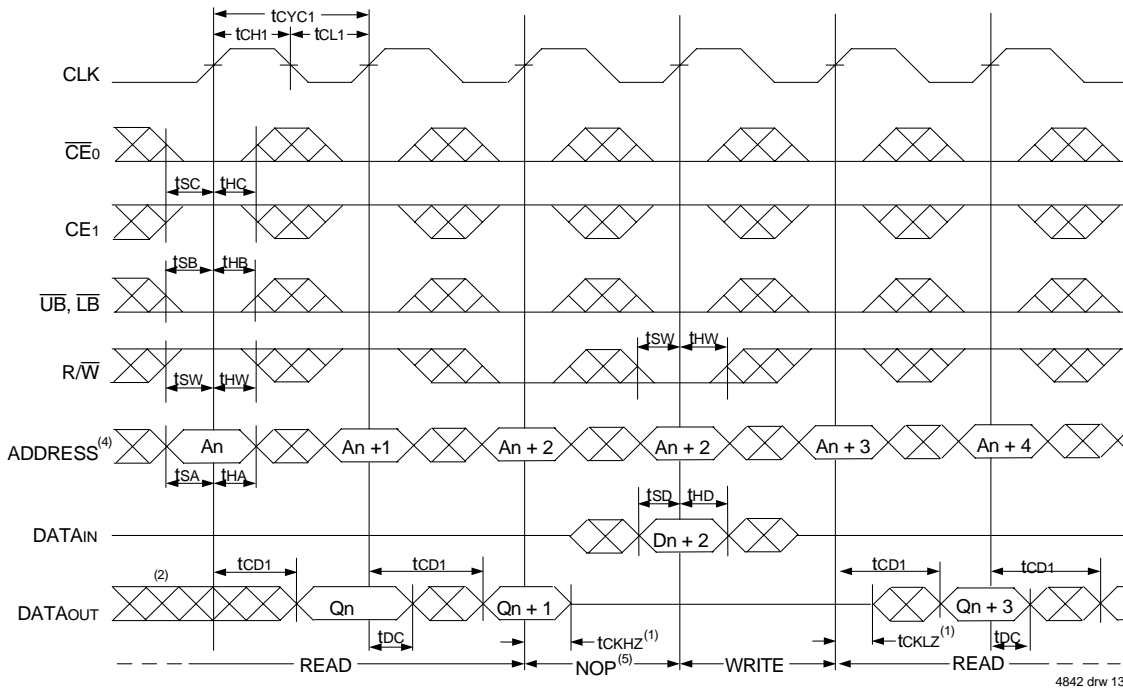 tCYC1
tCH1 tCL1
CLK
CE0
tSC tHC
CE1
tSB tHB
UB, LB
tSW tHW
R/W
tSW tHW
ADDRESS(4) An An +1 An + 2 An + 2 An + 3 An + 4
tSA tHA
tSD tHD
DATAIN Dn + 2
tCD1 tCD1 tCD1 tCD1
(2)
DATAOUT Qn Qn + 1 Qn + 3
tDC tCKHZ(1) tCKLZ(1) tDC
READ NOP(5) WRITE READ
4842 drw 13